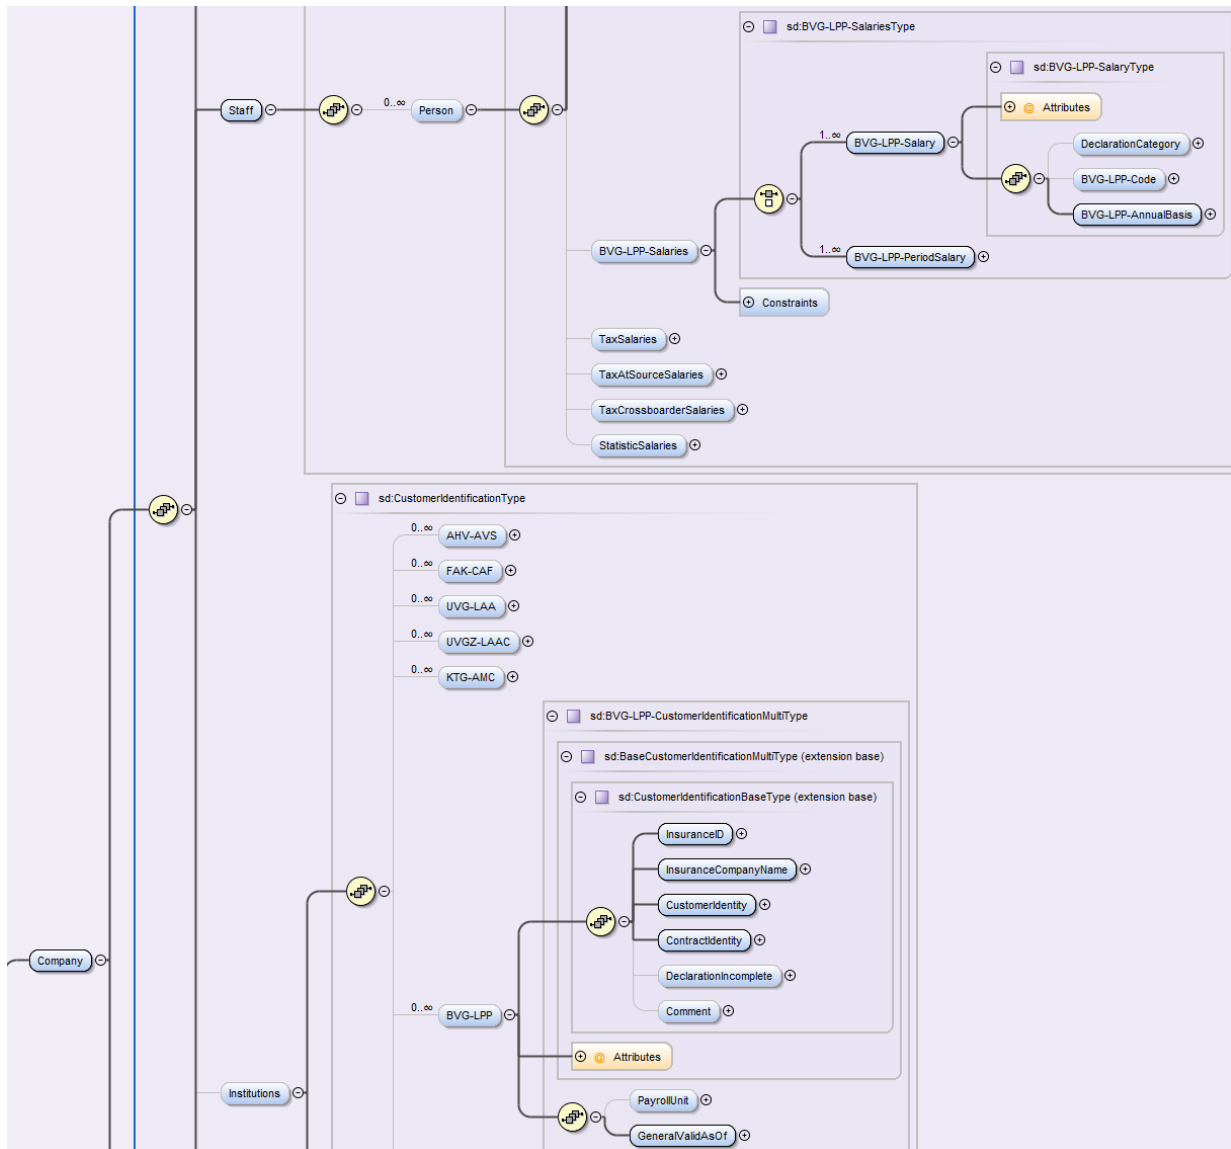 sd:BVG-LPP-SalariesType
sd:BVG-LPP-SalaryType
@ Attributes
Staff
0..∞
Person
1..∞
BVG-LPP-Salary
DeclarationCategory
BVG-LPP-Code
BVG-LPP-AnnualBasis
BVG-LPP-Salaries
1..∞
BVG-LPP-PeriodSalary
Constraints
TaxSalaries
TaxAtSourceSalaries
TaxCrossboarderSalaries
StatisticSalaries
sd:CustomerIdentificationType
0..∞
AHV-AVS
0..∞
FAK-CAF
0..∞
UVG-LAA
0..∞
UVGZ-LAAC
0..∞
KTG-AMC
sd:BVG-LPP-CustomerIdentificationMultiType
sd:BaseCustomerIdentificationMultiType (extension base)
sd:CustomerIdentificationBaseType (extension base)
InsuranceID
InsuranceCompanyName
CustomerIdentity
ContractIdentity
Company
DeclarationIncomplete
0..∞
BVG-LPP
Comment
@ Attributes
Institutions
PayrollUnit
GeneralValidAsOf